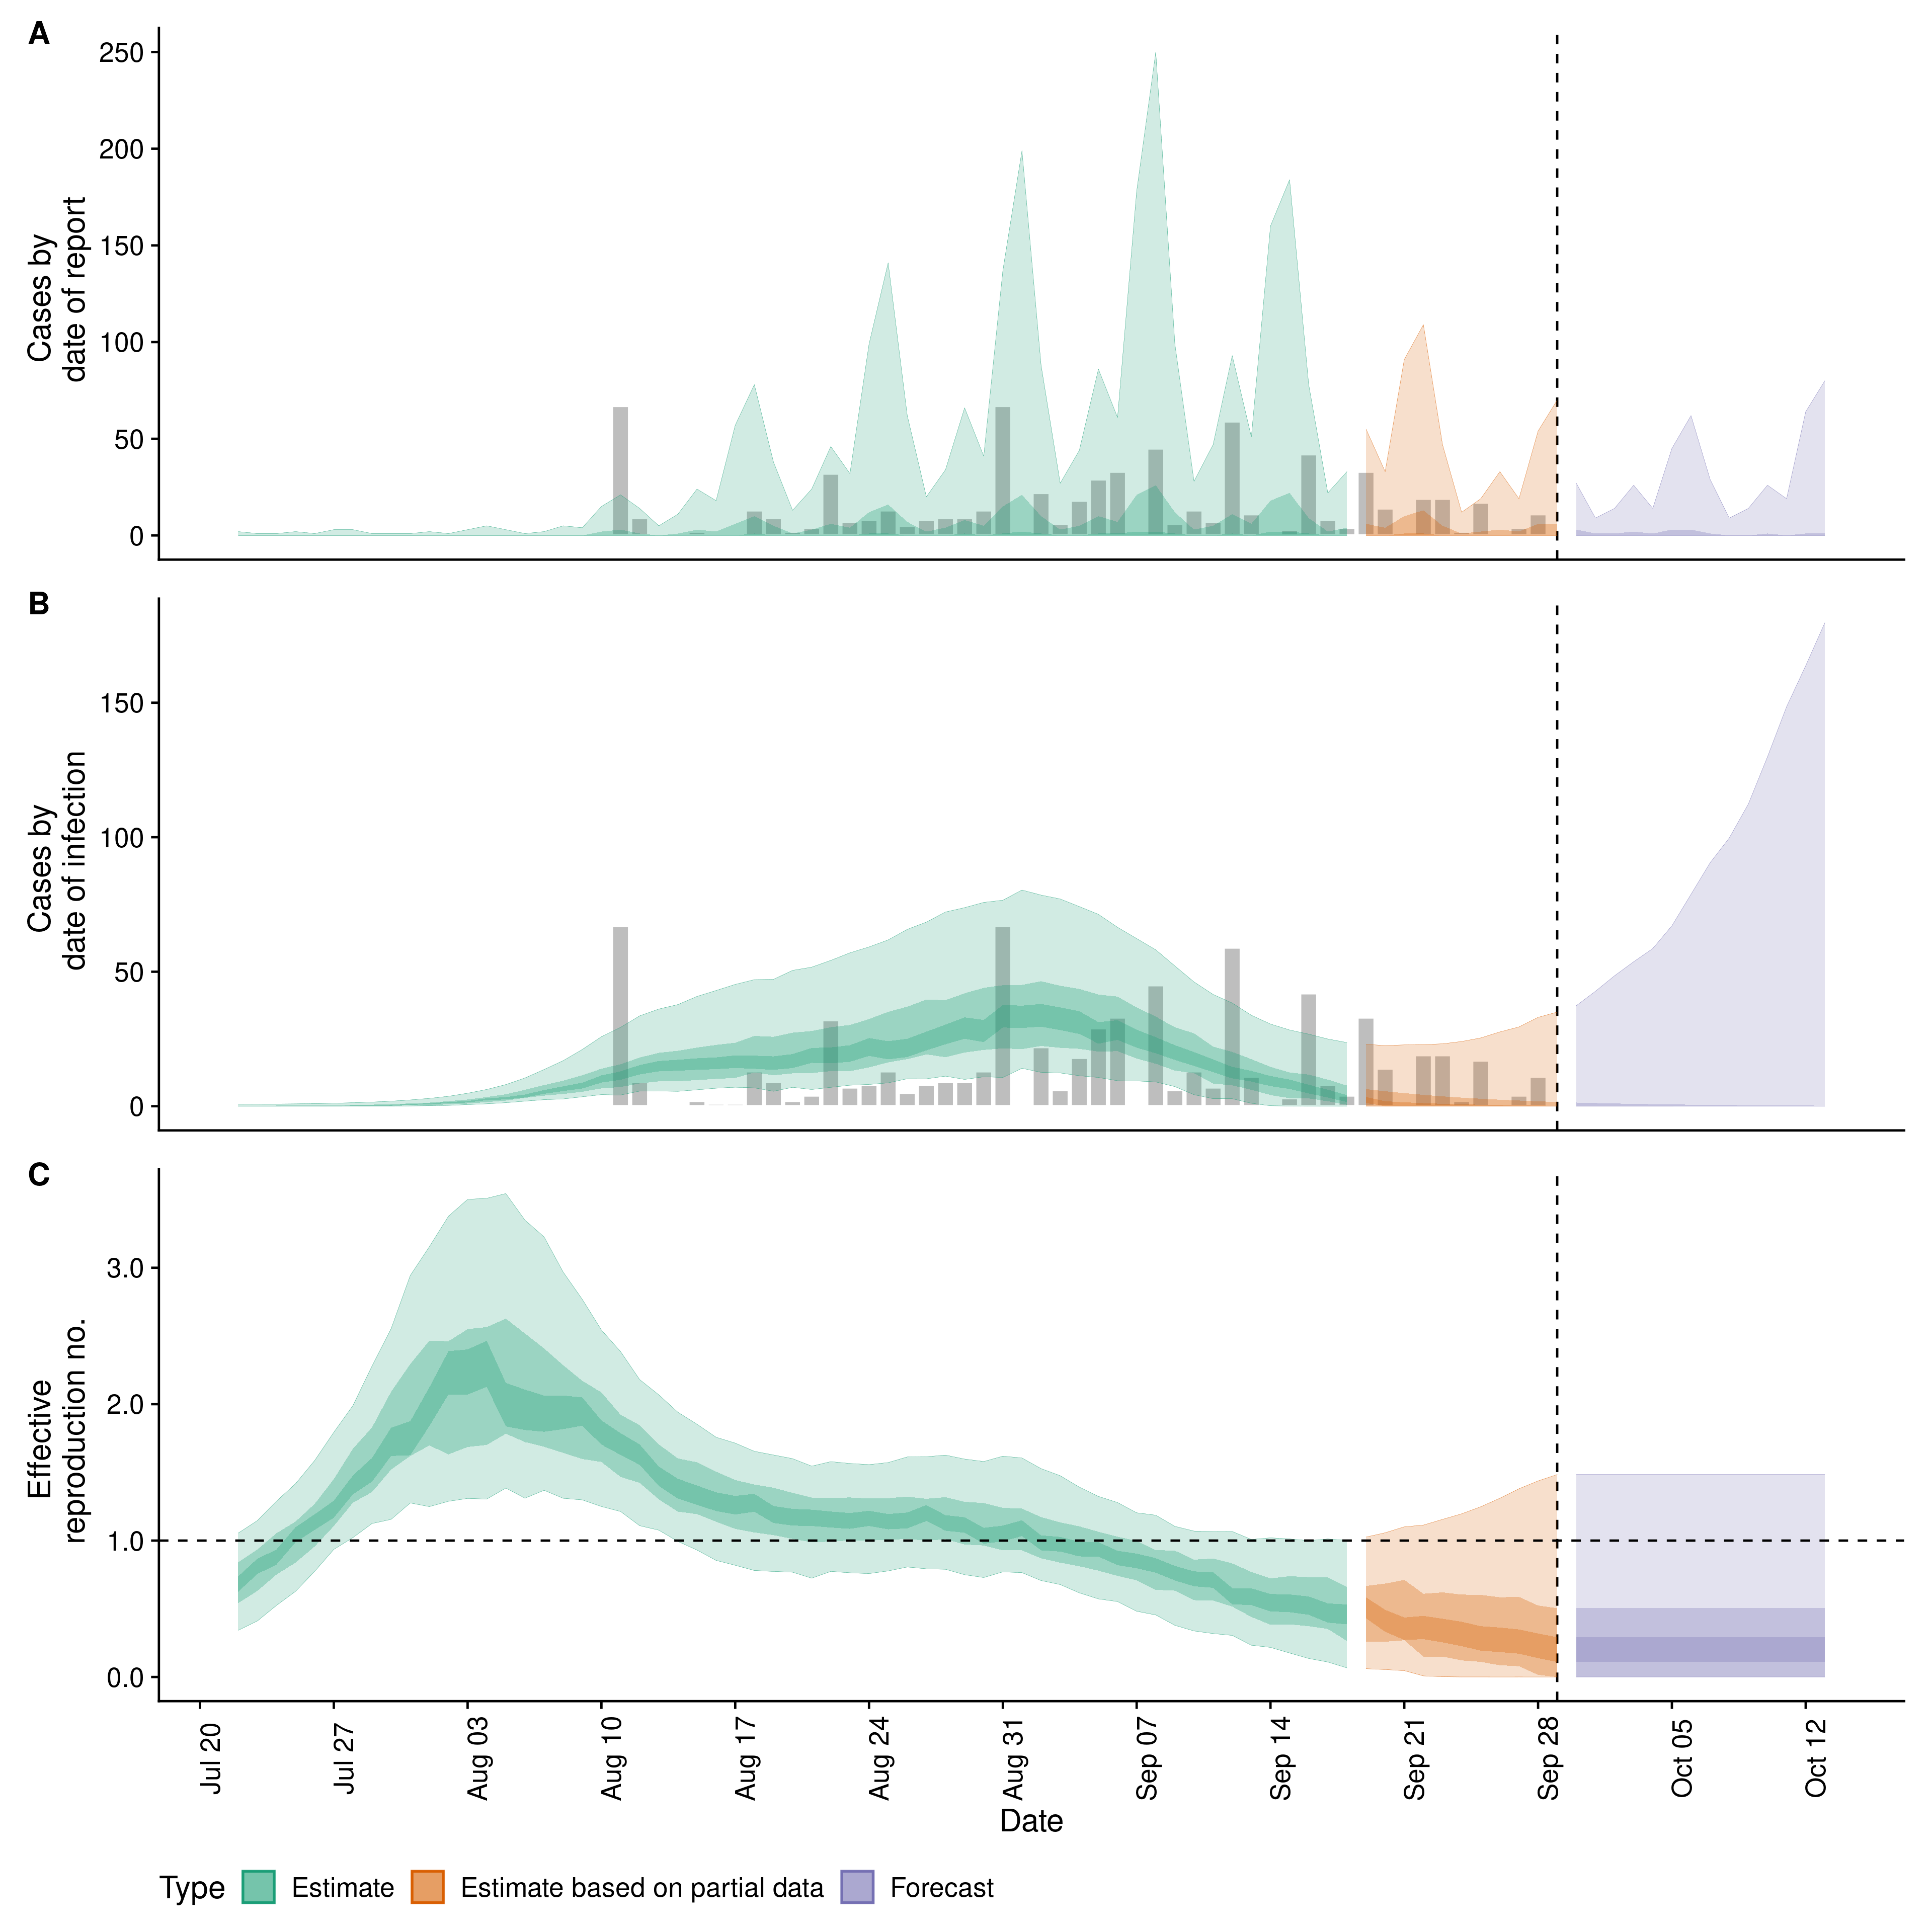 A
250
200
150
100
50
0
Cases by
date of report
B
150
100
50
0
Cases by
date of infection
C
3.0
2.0
1.0
0.0
Effective
reproduction no.
Jul 20
Jul 27
Aug 03
Aug 10
Aug 17
Aug 24
Aug 31
Sep 07
Sep 14
Sep 21
Sep 28
Oct 05
Oct 12
Date
Type Estimate Estimate based on partial data Forecast